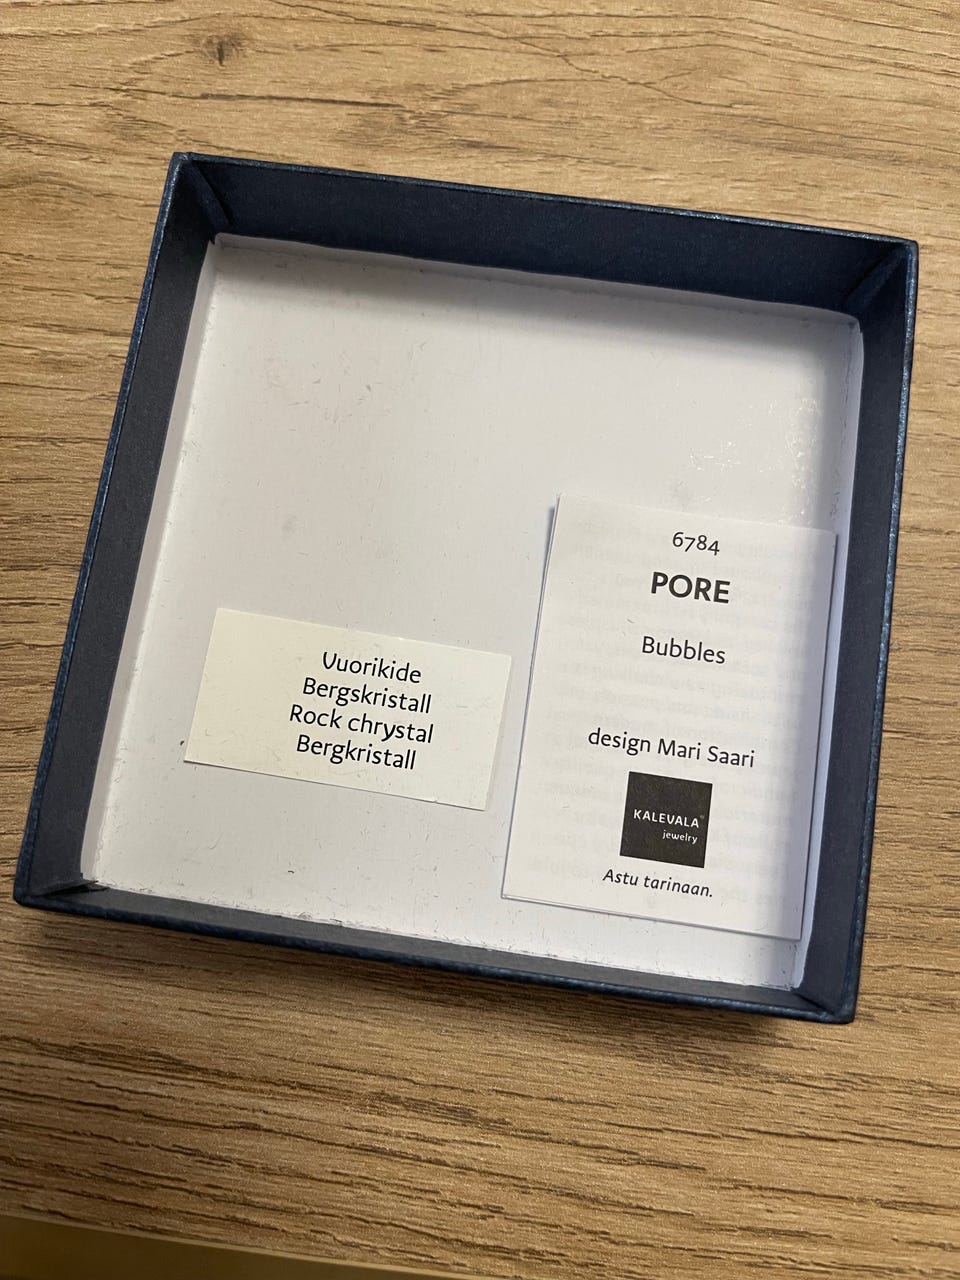 Vuorikide
Bergskristall
Rock chrystal
Bergkristall
6784
PORE
Bubbles
design Mari Saari
KALEVALA®
jewelry
Astu tarinaan.